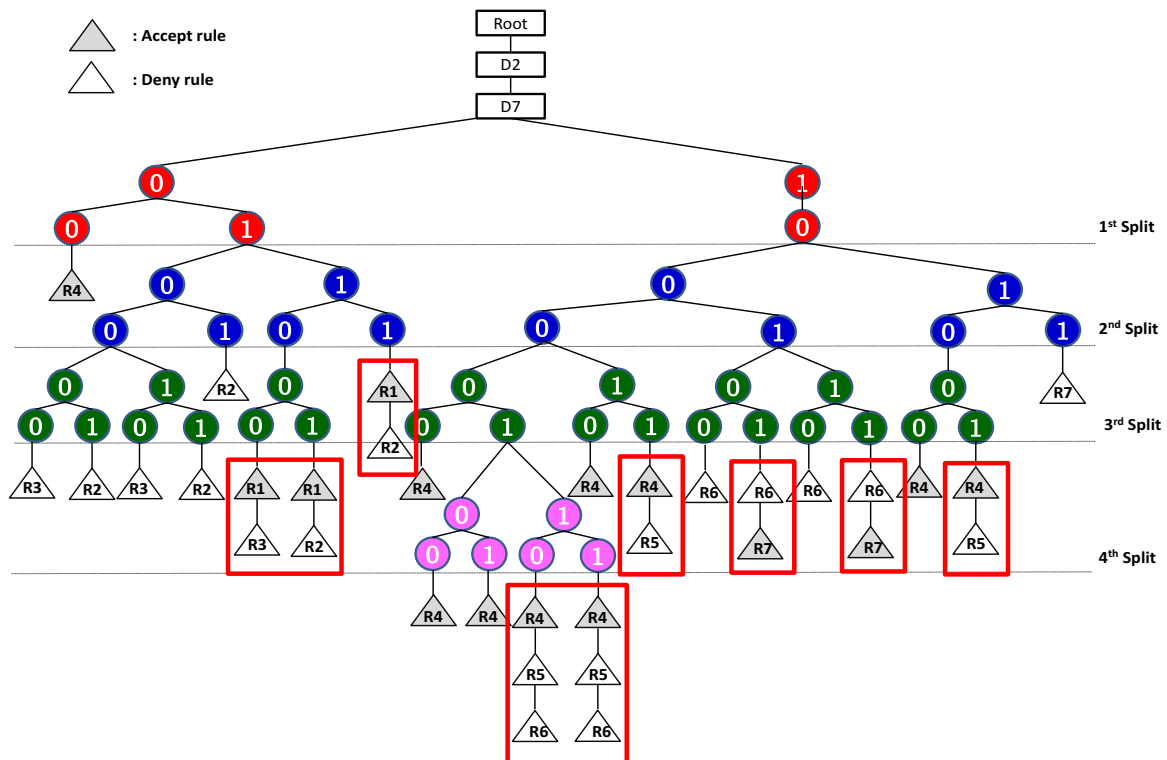 Root
: Accept rule
D2
: Deny rule
D7
0 1
0 1 0 1st Split
R4 0 1 0 1
0 1 0 1 0 1 0 1 2nd Split
0 1 R2 0 R1 0 1 0 1 0 R7
0 1 0 1 0 1 R2 0 1 0 1 0 1 0 1 0 1 3rd Split
R3 R2 R3 R2 R1 R1 R4 R4 R4 R6 R6 R6 R6 R4 R4
0 1
R3 R2 R5 R7 R7 R5
0 1 0 1 4th Split
R4 R4 R4 R4
R5 R5
R6 R6